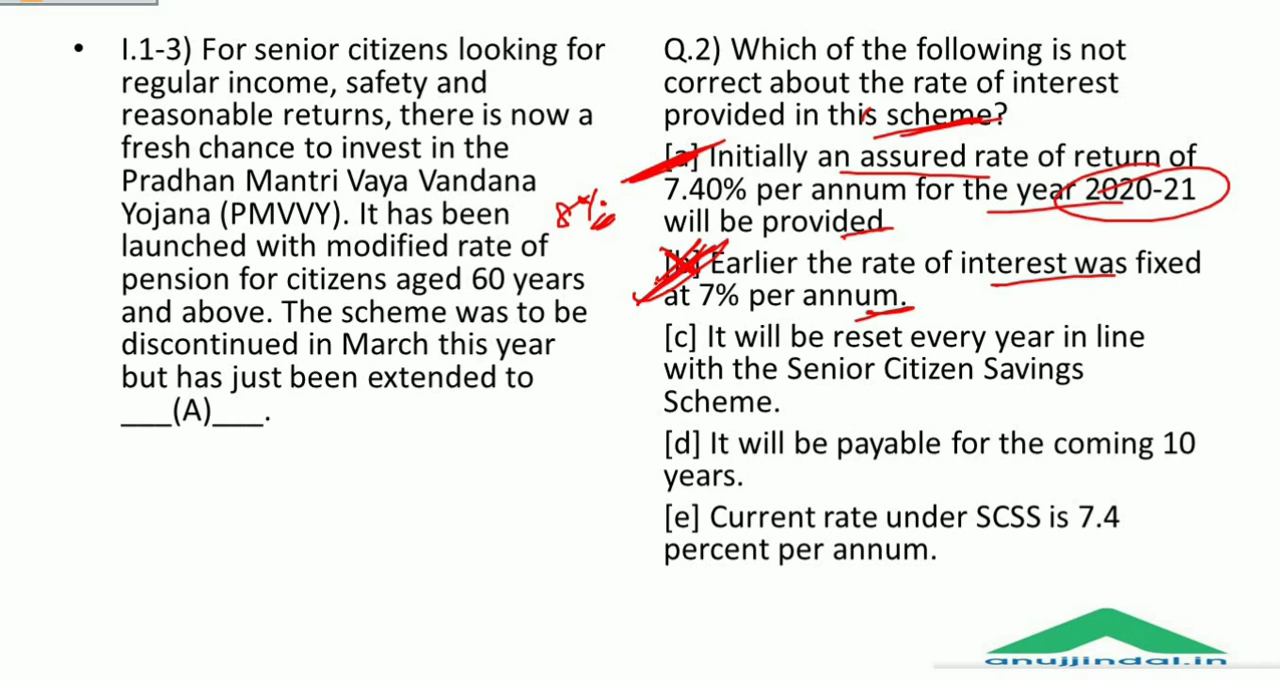 • I.1-3) For senior citizens looking for
regular income, safety and
reasonable returns, there is now a
fresh chance to invest in the
Pradhan Mantri Vaya Vandana
Yojana (PMVVY). It has been
launched with modified rate of
pension for citizens aged 60 years
and above. The scheme was to be
discontinued in March this year
but has just been extended to
___(A)___.
8%
Q.2) Which of the following is not
correct about the rate of interest
provided in this scheme?
[a] Initially an assured rate of return of
7.40% per annum for the year 2020-21
will be provided
[b] Earlier the rate of interest was fixed
at 7% per annum.
[c] It will be reset every year in line
with the Senior Citizen Savings
Scheme.
[d] It will be payable for the coming 10
years.
[e] Current rate under SCSS is 7.4
percent per annum.
anujjindal.in